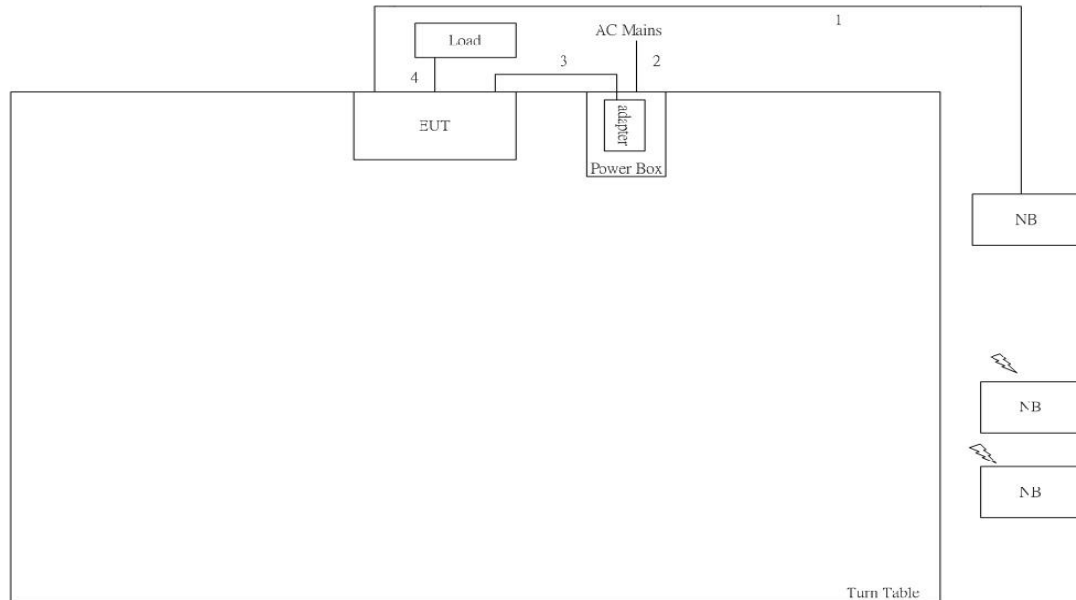 1
Load
AC Mains
3
2
4
EUT
adapter
Power Box
NB
NB
NB
Turn Table